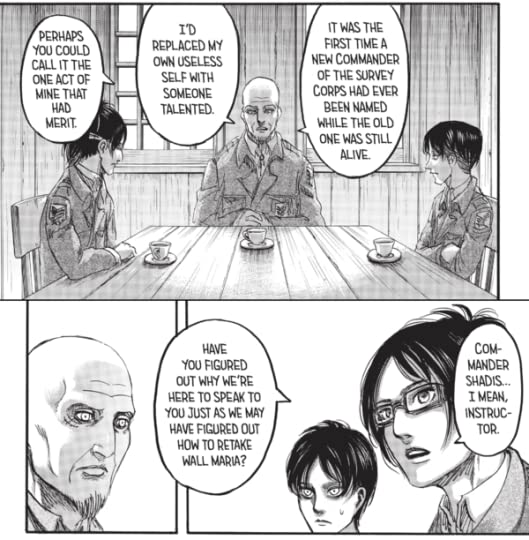 IT WAS THE
FIRST TIME A
NEW COMMANDER
OF THE SURVEY
CORPS HAD EVER
BEEN NAMED
WHILE THE OLD
ONE WAS STILL
ALIVE.
I'D
REPLACED MY
OWN USELESS
SELF WITH
SOMEONE
TALENTED.
PERHAPS
YOU COULD
CALL IT THE
ONE ACT OF
MINE THAT
HAD
MERIT.
COM-
MANDER
SHADIS...
I MEAN,
INSTRUC-
TOR.
HAVE
YOU FIGURED
OUT WHY WE'RE
HERE TO SPEAK TO
YOU JUST AS WE MAY
HAVE FIGURED OUT
HOW TO RETAKE
WALL MARIA?